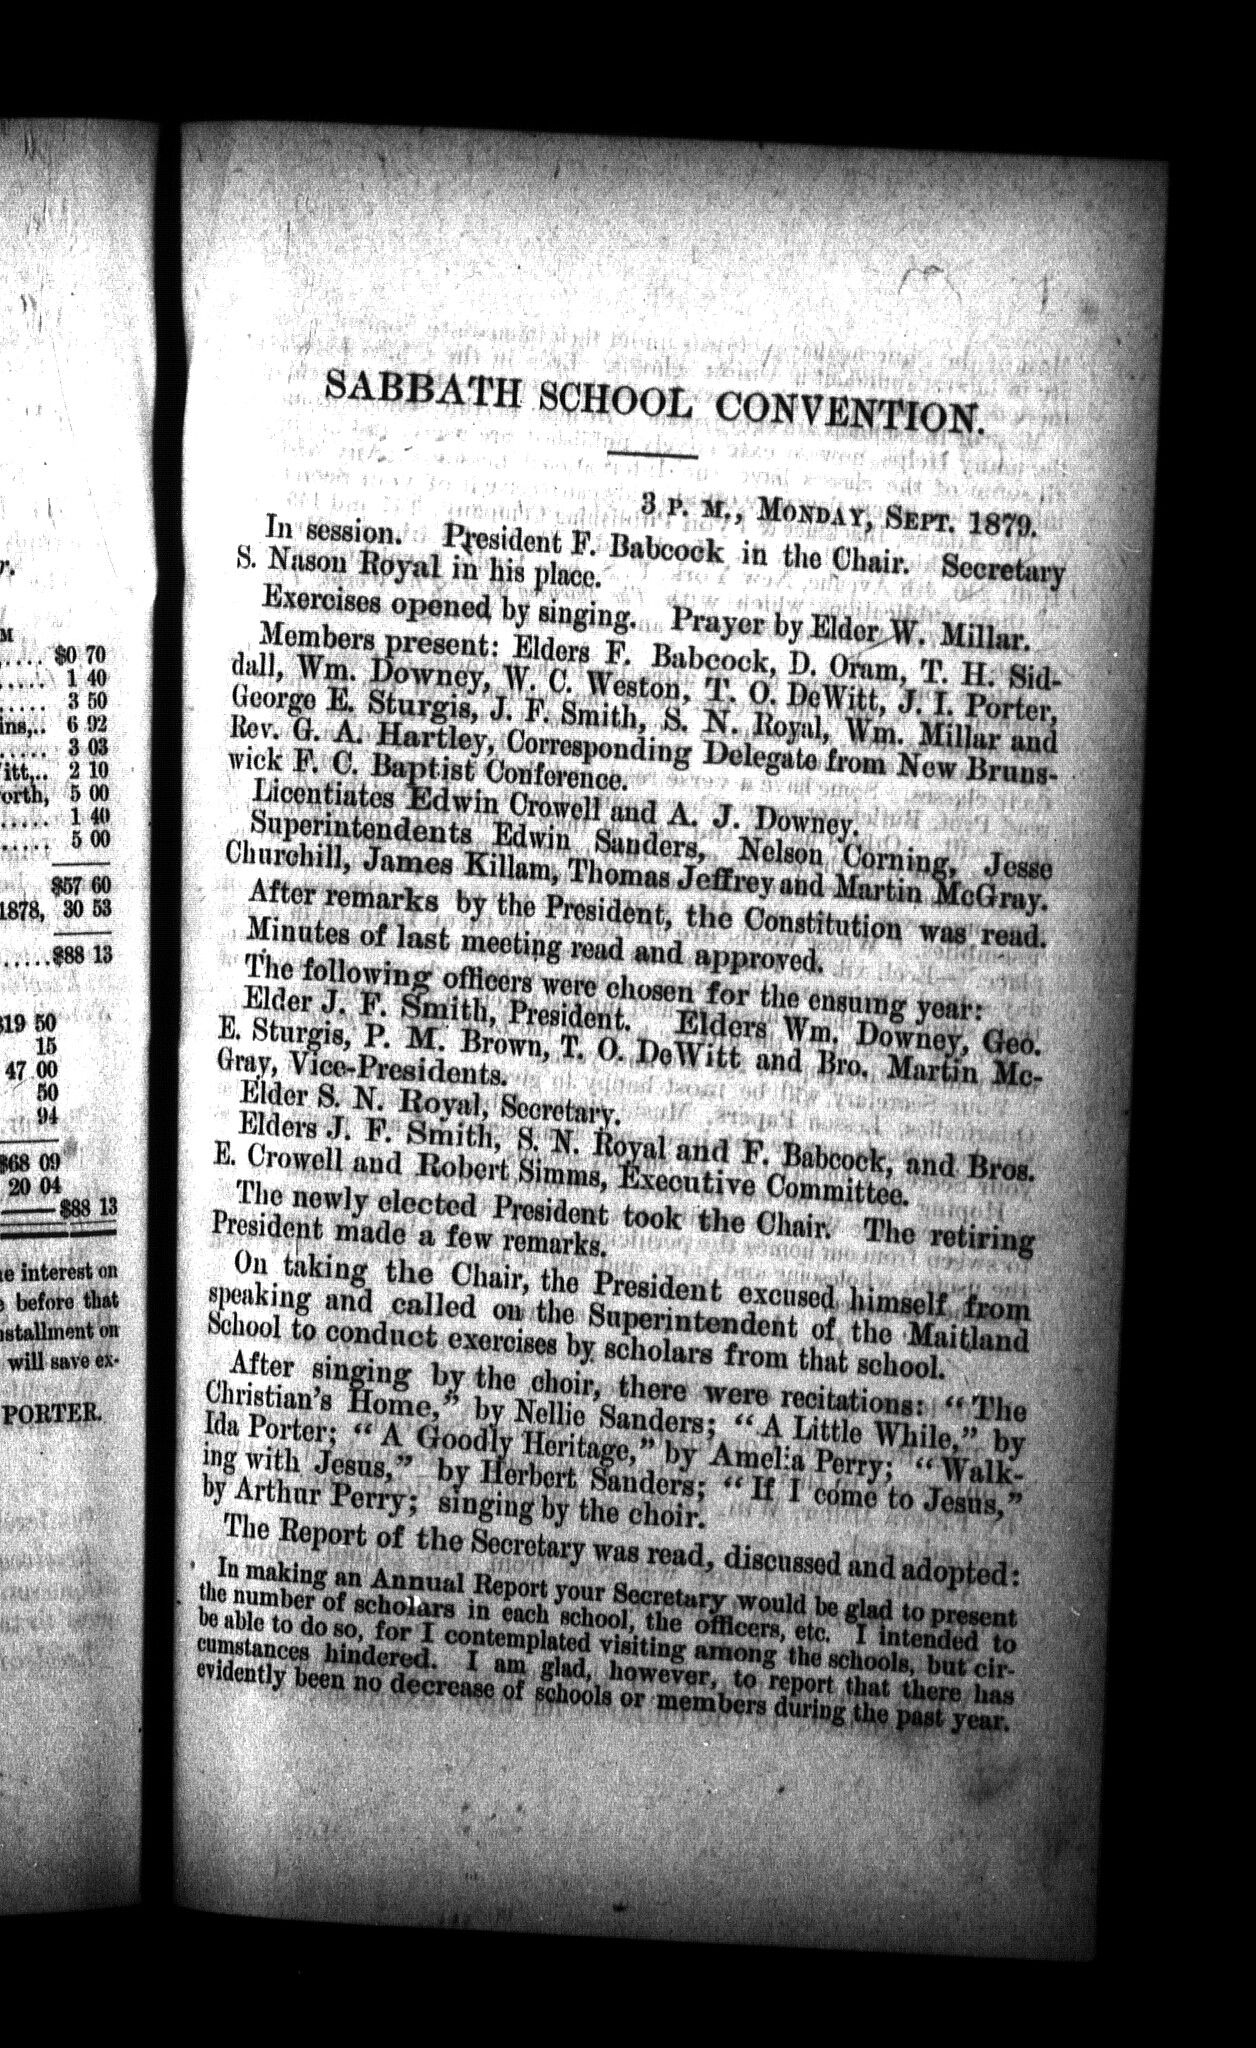 r.
M
.... $0 70
..... 1 40
..... 3 50
ins,.. 6 92
..... 3 03
itt,.. 2 10
orth, 5 00
..... 1 40
..... 5 00
$57 60
1878, 30 53
.....$88 13
$19 50
15
47 00
50
94
$68 09
20 04
$88 13
e interest on
before that
nstallment on
will save ex-
PORTER.
SABBATH SCHOOL CONVENTION.
3 P. M., MONDAY, SEPT. 1879.
In session. President F. Babcock in the Chair. Secretary
S. Nason Royal in his place.
Exercises opened by singing. Prayer by Elder W. Millar.
Members present: Elders F. Babcock, D. Oram, T. H. Sid-
dall, Wm. Downey, W. C. Weston, T. O. DeWitt, J. I. Porter,
George E. Sturgis, J. F. Smith, S. N. Royal, Wm. Millar and
Rev. G. A. Hartley, Corresponding Delegate from New Bruns-
wick F. C. Baptist Conference.
Licentiates Edwin Crowell and A. J. Downey.
Superintendents Edwin Sanders, Nelson Corning, Jesse
Churchill, James Killam, Thomas Jeffrey and Martin McGray.
After remarks by the President, the Constitution was read.
Minutes of last meeting read and approved.
The following officers were chosen for the ensuing year:
Elder J. F. Smith, President. Elders Wm. Downey, Geo.
E. Sturgis, P. M. Brown, T. O. DeWitt and Bro. Martin Mc-
Gray, Vice-Presidents.
Elder S. N. Royal, Secretary.
Elders J. F. Smith, S. N. Royal and F. Babcock, and Bros.
E. Crowell and Robert Simms, Executive Committee.
The newly elected President took the Chair. The retiring
President made a few remarks.
On taking the Chair, the President excused himself from
speaking and called on the Superintendent of the Maitland
School to conduct exercises by scholars from that school.
After singing by the choir, there were recitations: "The
Christian's Home," by Nellie Sanders; "A Little While," by
Ida Porter; "A Goodly Heritage," by Amelia Perry; "Walk-
ing with Jesus," by Herbert Sanders; "If I come to Jesus,"
by Arthur Perry; singing by the choir.
The Report of the Secretary was read, discussed and adopted:
In making an Annual Report your Secretary would be glad to present
the number of scholars in each school, the officers, etc. I intended to
be able to do so, for I contemplated visiting among the schools, but cir-
cumstances hindered. I am glad, however, to report that there has
evidently been no decrease of schools or members during the past year.